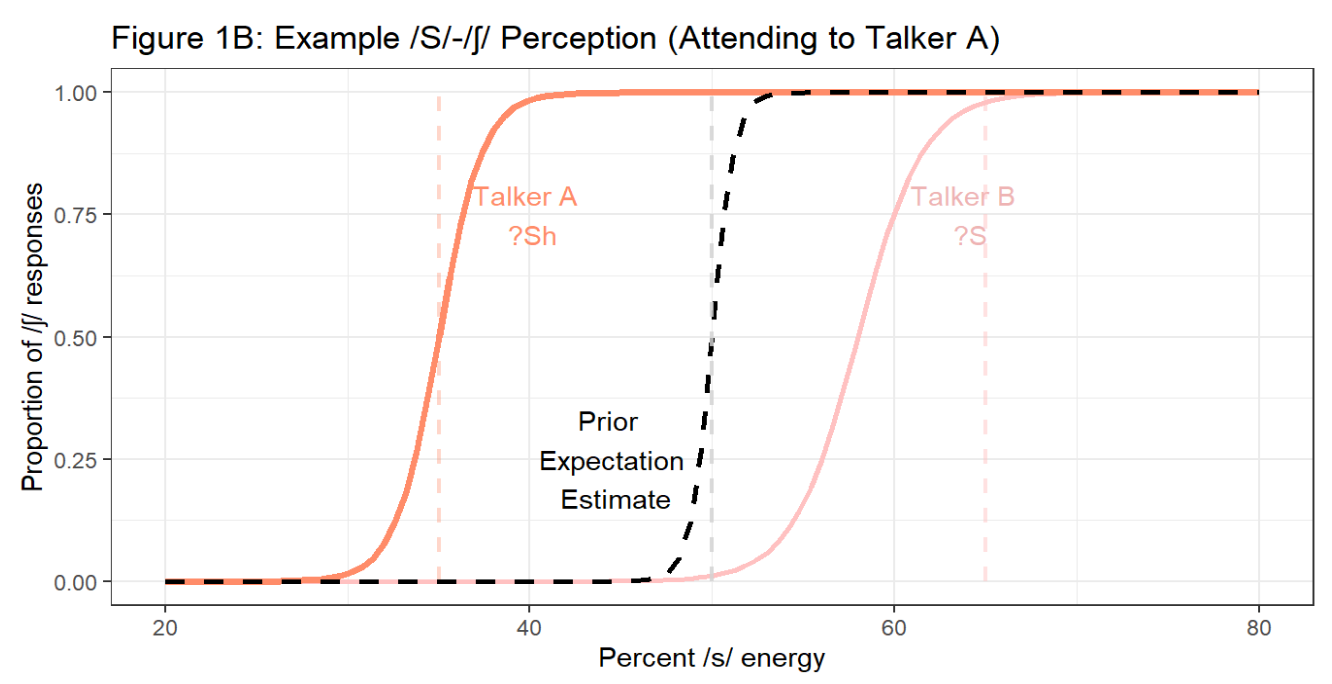 Figure 1B: Example /S/-/ʃ/ Perception (Attending to Talker A)
Proportion of /ʃ/ responses
1.00
0.75
0.50
0.25
0.00
Talker A
?Sh
Talker B
?S
Prior
Expectation
Estimate
20
40
60
80
Percent /s/ energy